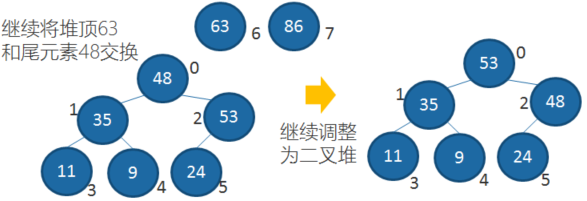 继续将堆顶63
和尾元素48交换
63 6 86 7
48 0
1 35 2 53
11 3 9 4 24 5
继续调整
为二叉堆
53 0
1 35 2 48
11 3 9 4 24 5